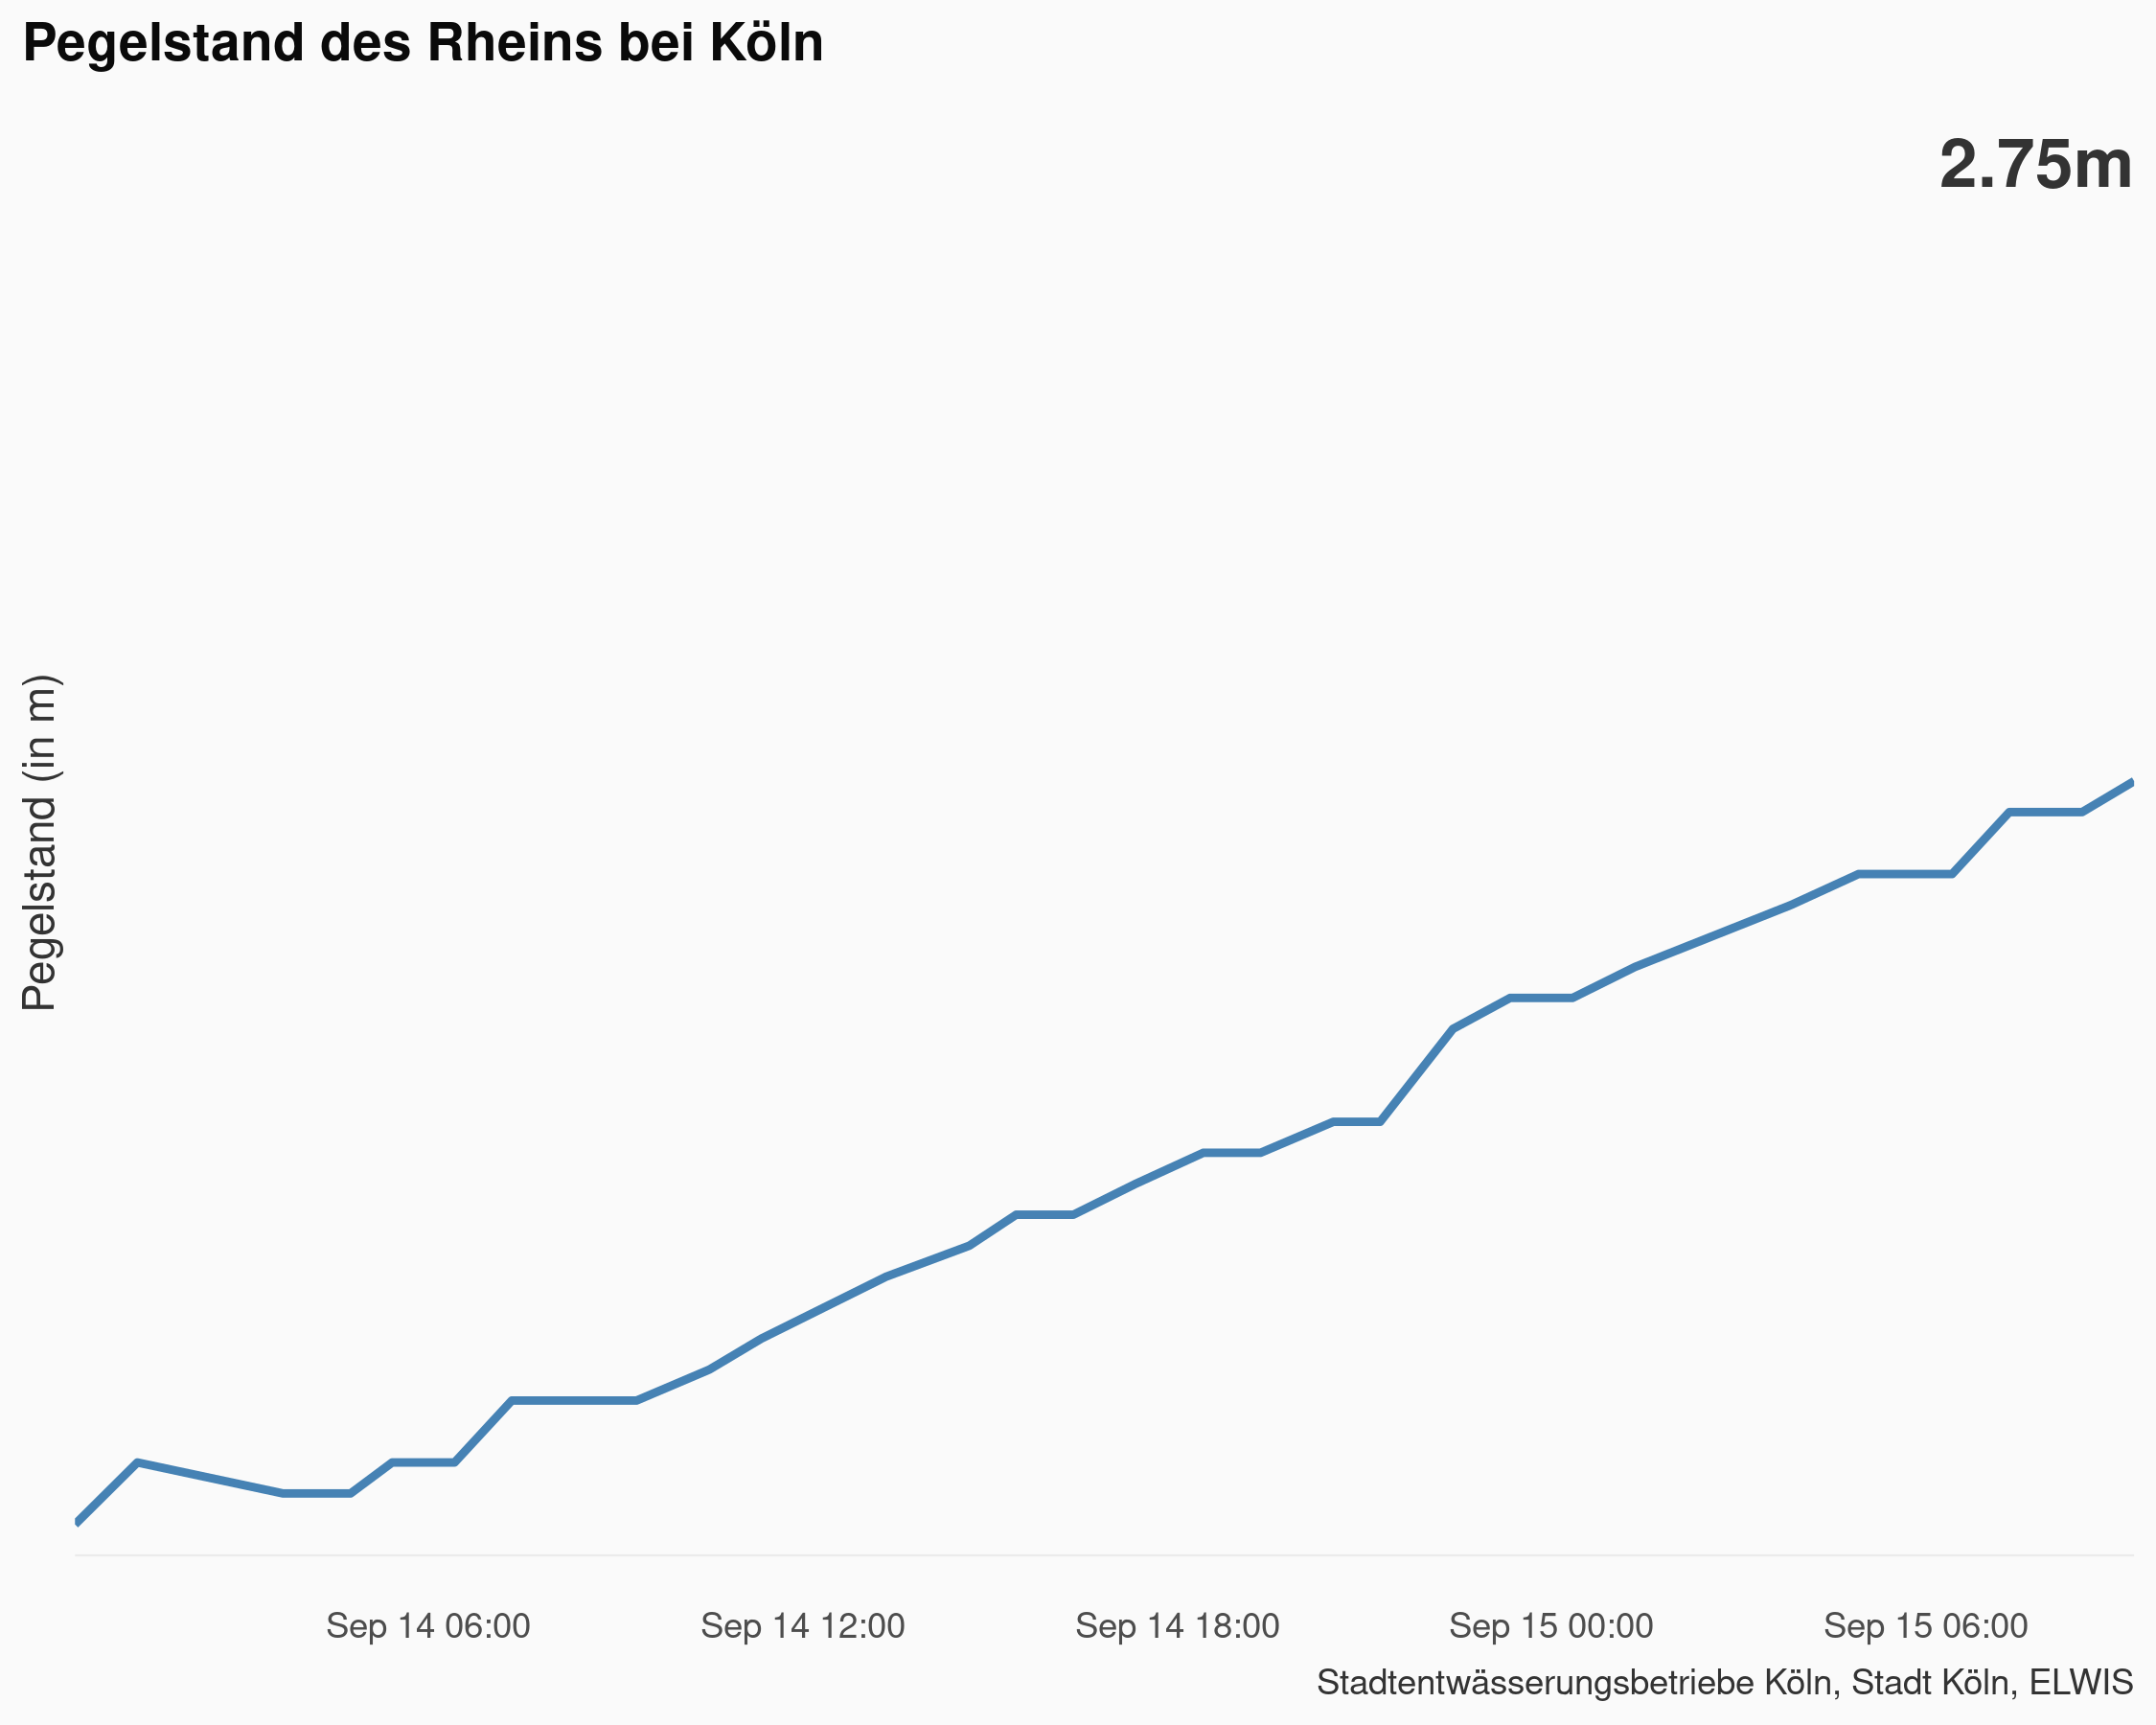 Pegelstand des Rheins bei Köln
2.75m
Pegelstand (in m)
Sep 14 06:00
Sep 14 12:00
Sep 14 18:00
Sep 15 00:00
Sep 15 06:00
Stadtentwässerungsbetriebe Köln, Stadt Köln, ELWIS